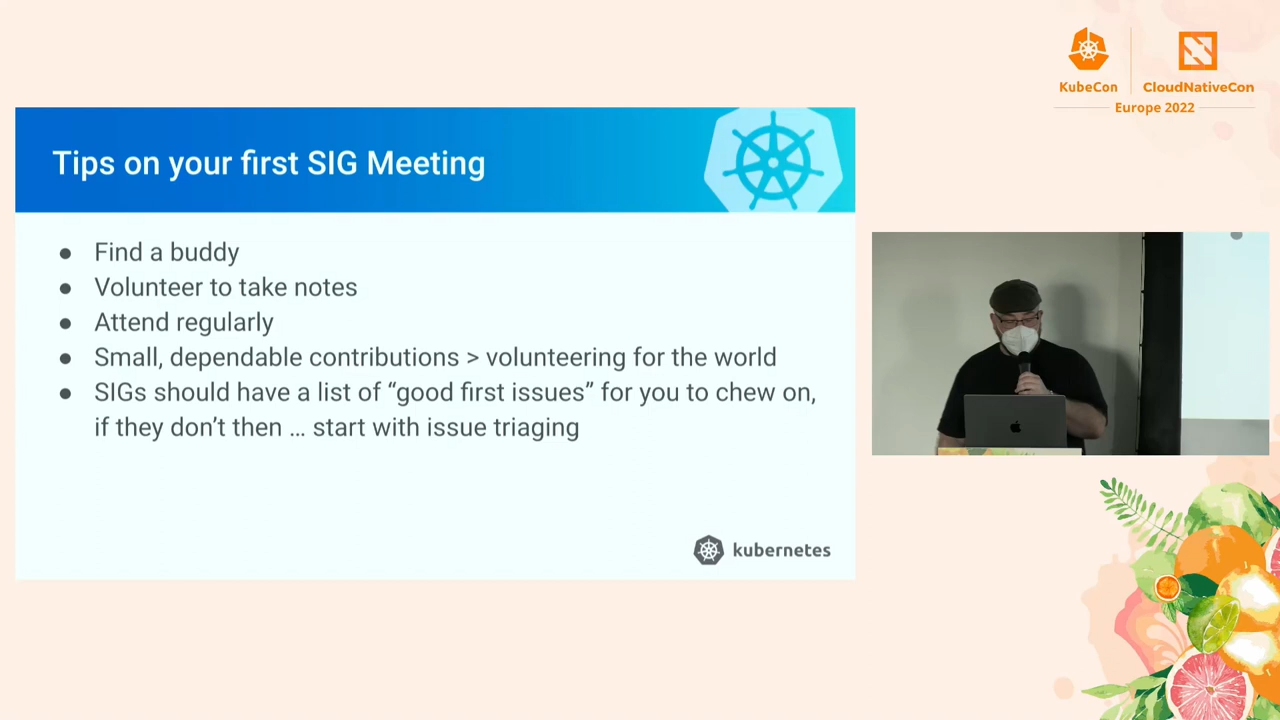 KubeCon
CloudNativeCon
Europe 2022
Tips on your first SIG Meeting
● Find a buddy
● Volunteer to take notes
● Attend regularly
● Small, dependable contributions > volunteering for the world
● SIGs should have a list of “good first issues” for you to chew on,
if they don’t then … start with issue triaging
kubernetes